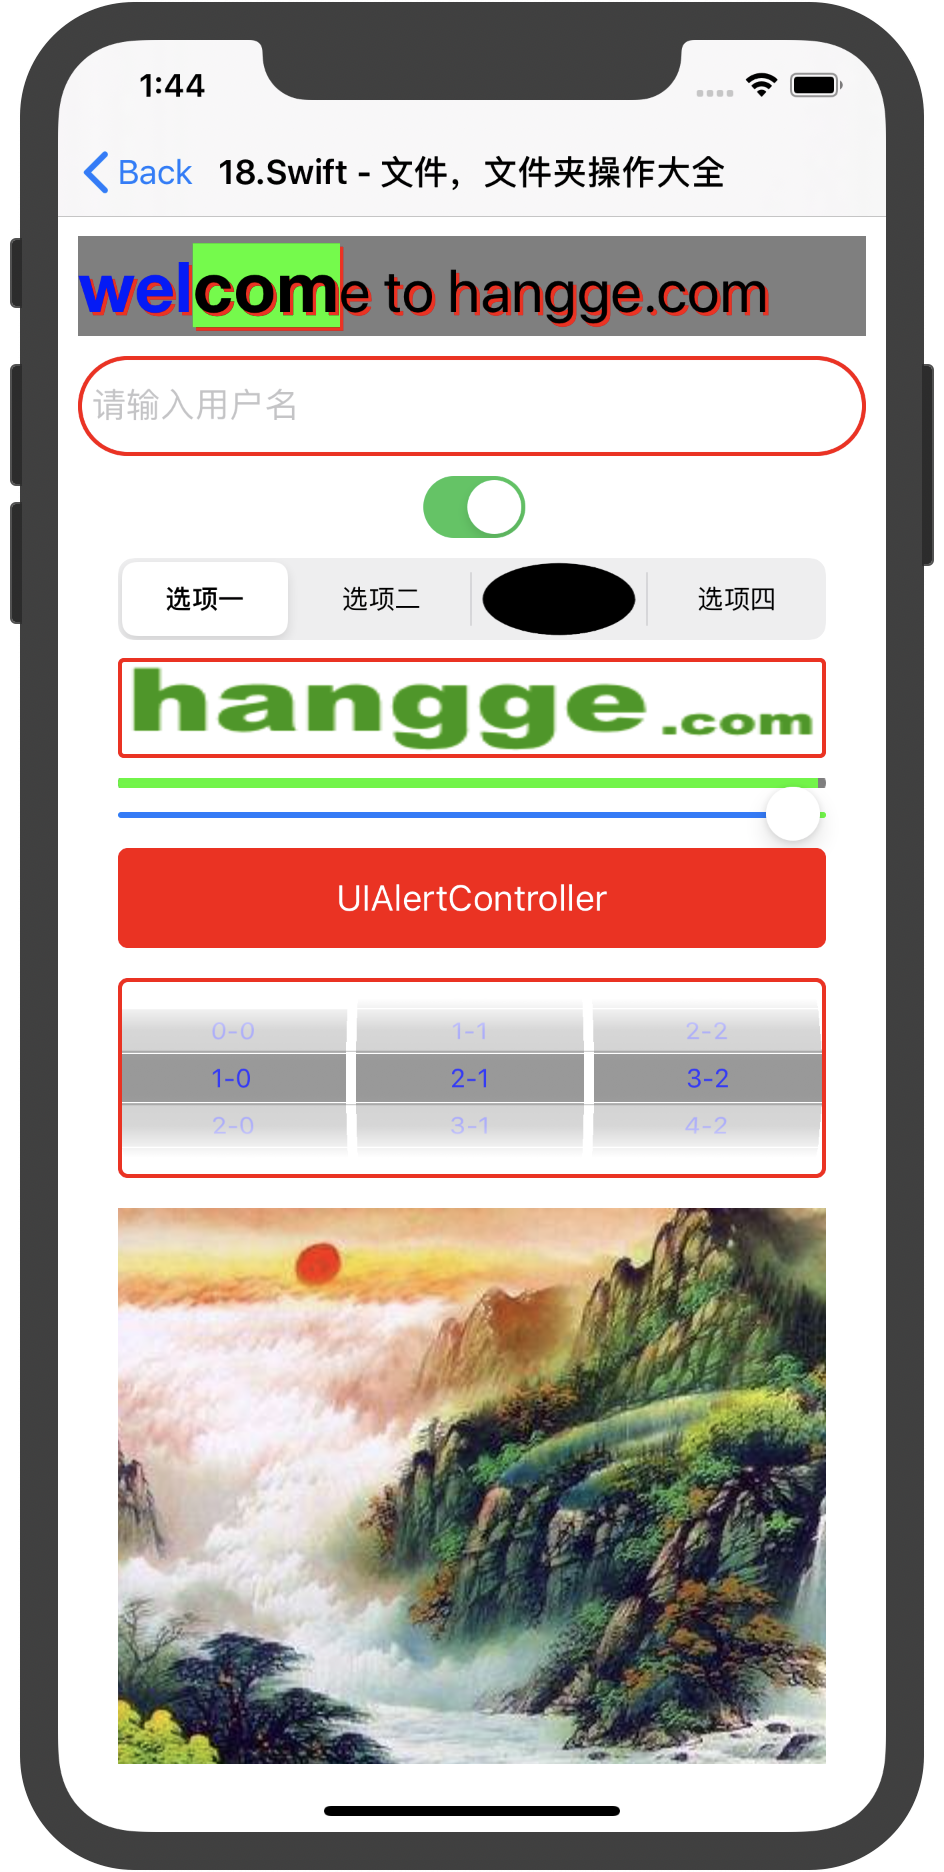 1:44
Back 18.Swift - 文件，文件夹操作大全
welcome to hangge.com
请输入用户名
选项一 选项二 选项四
hangge.com
UIAlertController
0-0 1-1 2-2
1-0 2-1 3-2
2-0 3-1 4-2